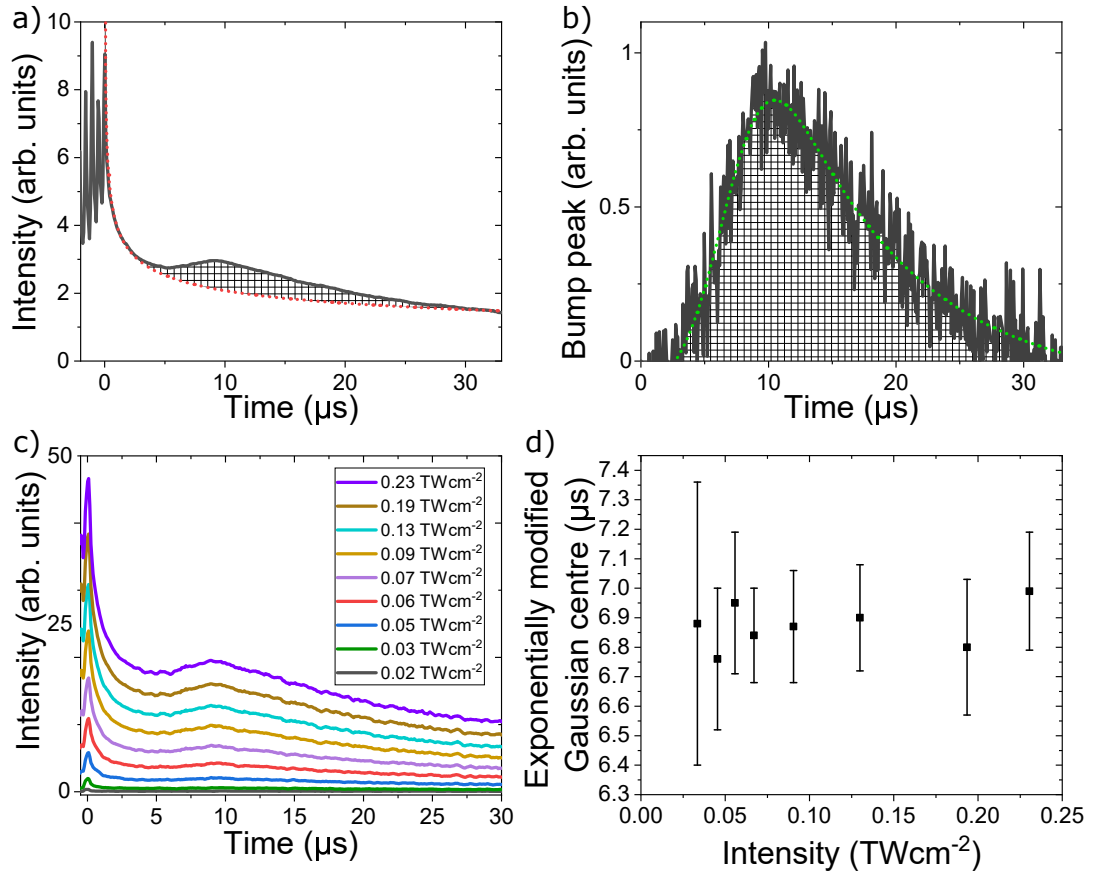 a)
Intensity (arb. units)
10
8
6
4
2
0
0
10
20
30
Time (µs)
b)
Bump peak (arb. units)
1
0.5
0
0
10
20
30
Time (µs)
c)
Intensity (arb. units)
50
25
0
0
5
10
15
20
25
30
Time (µs)
0.23 TWcm⁻²
0.19 TWcm⁻²
0.13 TWcm⁻²
0.09 TWcm⁻²
0.07 TWcm⁻²
0.06 TWcm⁻²
0.05 TWcm⁻²
0.03 TWcm⁻²
0.02 TWcm⁻²
d)
Exponentially modified
Gaussian centre (µs)
7.4
7.3
7.2
7.1
7.0
6.9
6.8
6.7
6.6
6.5
6.4
6.3
0.00
0.05
0.10
0.15
0.20
0.25
Intensity (TWcm⁻²)